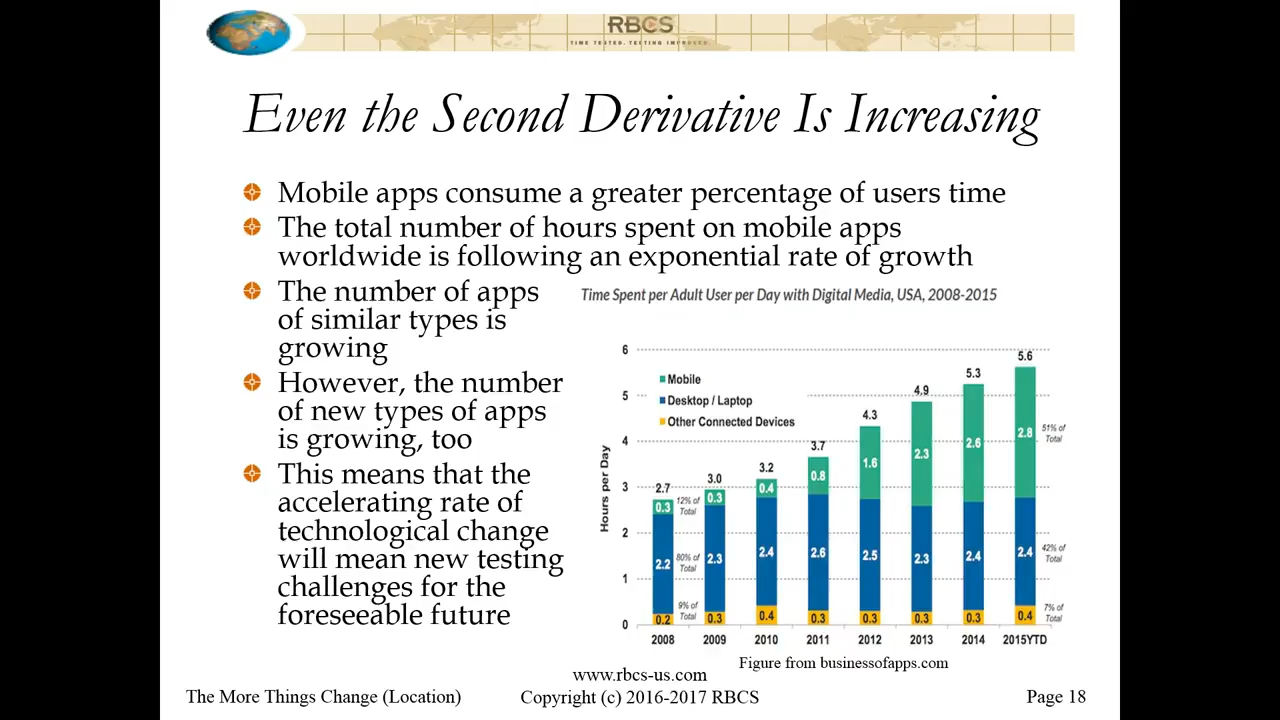 RBCS
TIME TESTED. TESTING IMPROVED.
Even the Second Derivative Is Increasing
Mobile apps consume a greater percentage of users time
The total number of hours spent on mobile apps
worldwide is following an exponential rate of growth
The number of apps
of similar types is
growing
However, the number
of new types of apps
is growing, too
This means that the
accelerating rate of
technological change
will mean new testing
challenges for the
foreseeable future
Time Spent per Adult User per Day with Digital Media, USA, 2008-2015
Hours per Day
6
5
4
3
2
1
0
Mobile
Desktop / Laptop
Other Connected Devices
2.7
3.0
3.2
3.7
4.3
4.9
5.3
5.6
0.3
0.3
0.4
0.8
1.6
2.3
2.6
2.8
2.2
2.3
2.4
2.6
2.5
2.3
2.4
2.4
0.2
0.3
0.4
0.3
0.3
0.3
0.3
0.4
12% of
Total
80% of
Total
9% of
Total
51% of
Total
42% of
Total
7% of
Total
2008 2009 2010 2011 2012 2013 2014 2015YTD
Figure from businessofapps.com
www.rbcs-us.com
The More Things Change (Location) Copyright (c) 2016-2017 RBCS Page 18